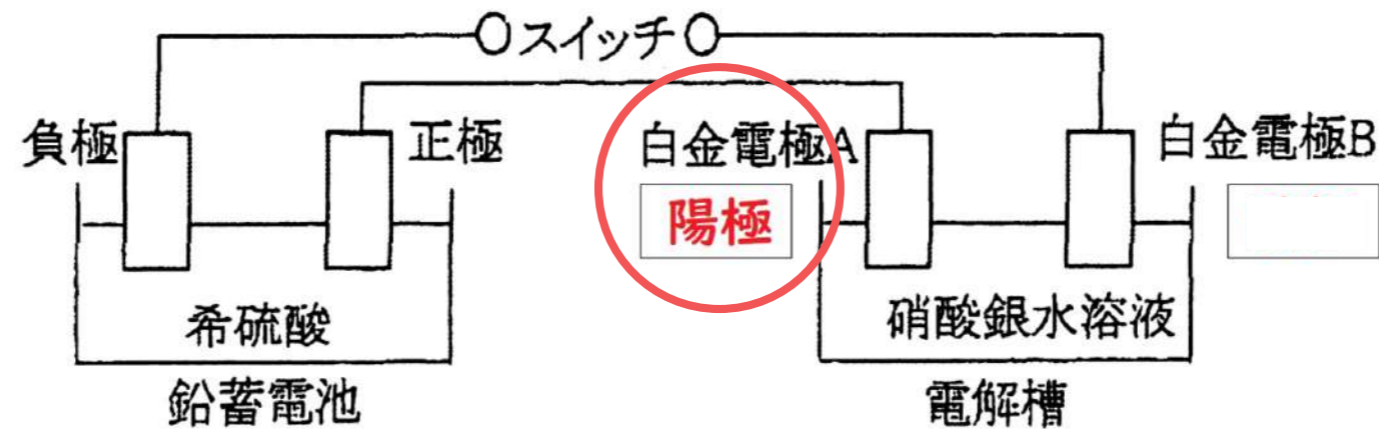 スイッチ
負極
正極
白金電極A
白金電極B
陽極
希硫酸
硝酸銀水溶液
鉛蓄電池
電解槽